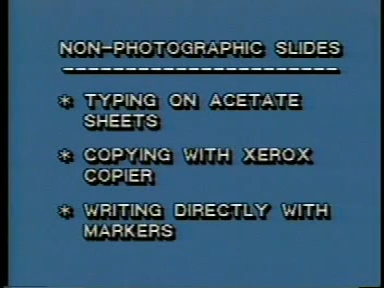 NON-PHOTOGRAPHIC SLIDES
----------------------
* TYPING ON ACETATE
SHEETS
* COPYING WITH XEROX
COPIER
* WRITING DIRECTLY WITH
MARKERS